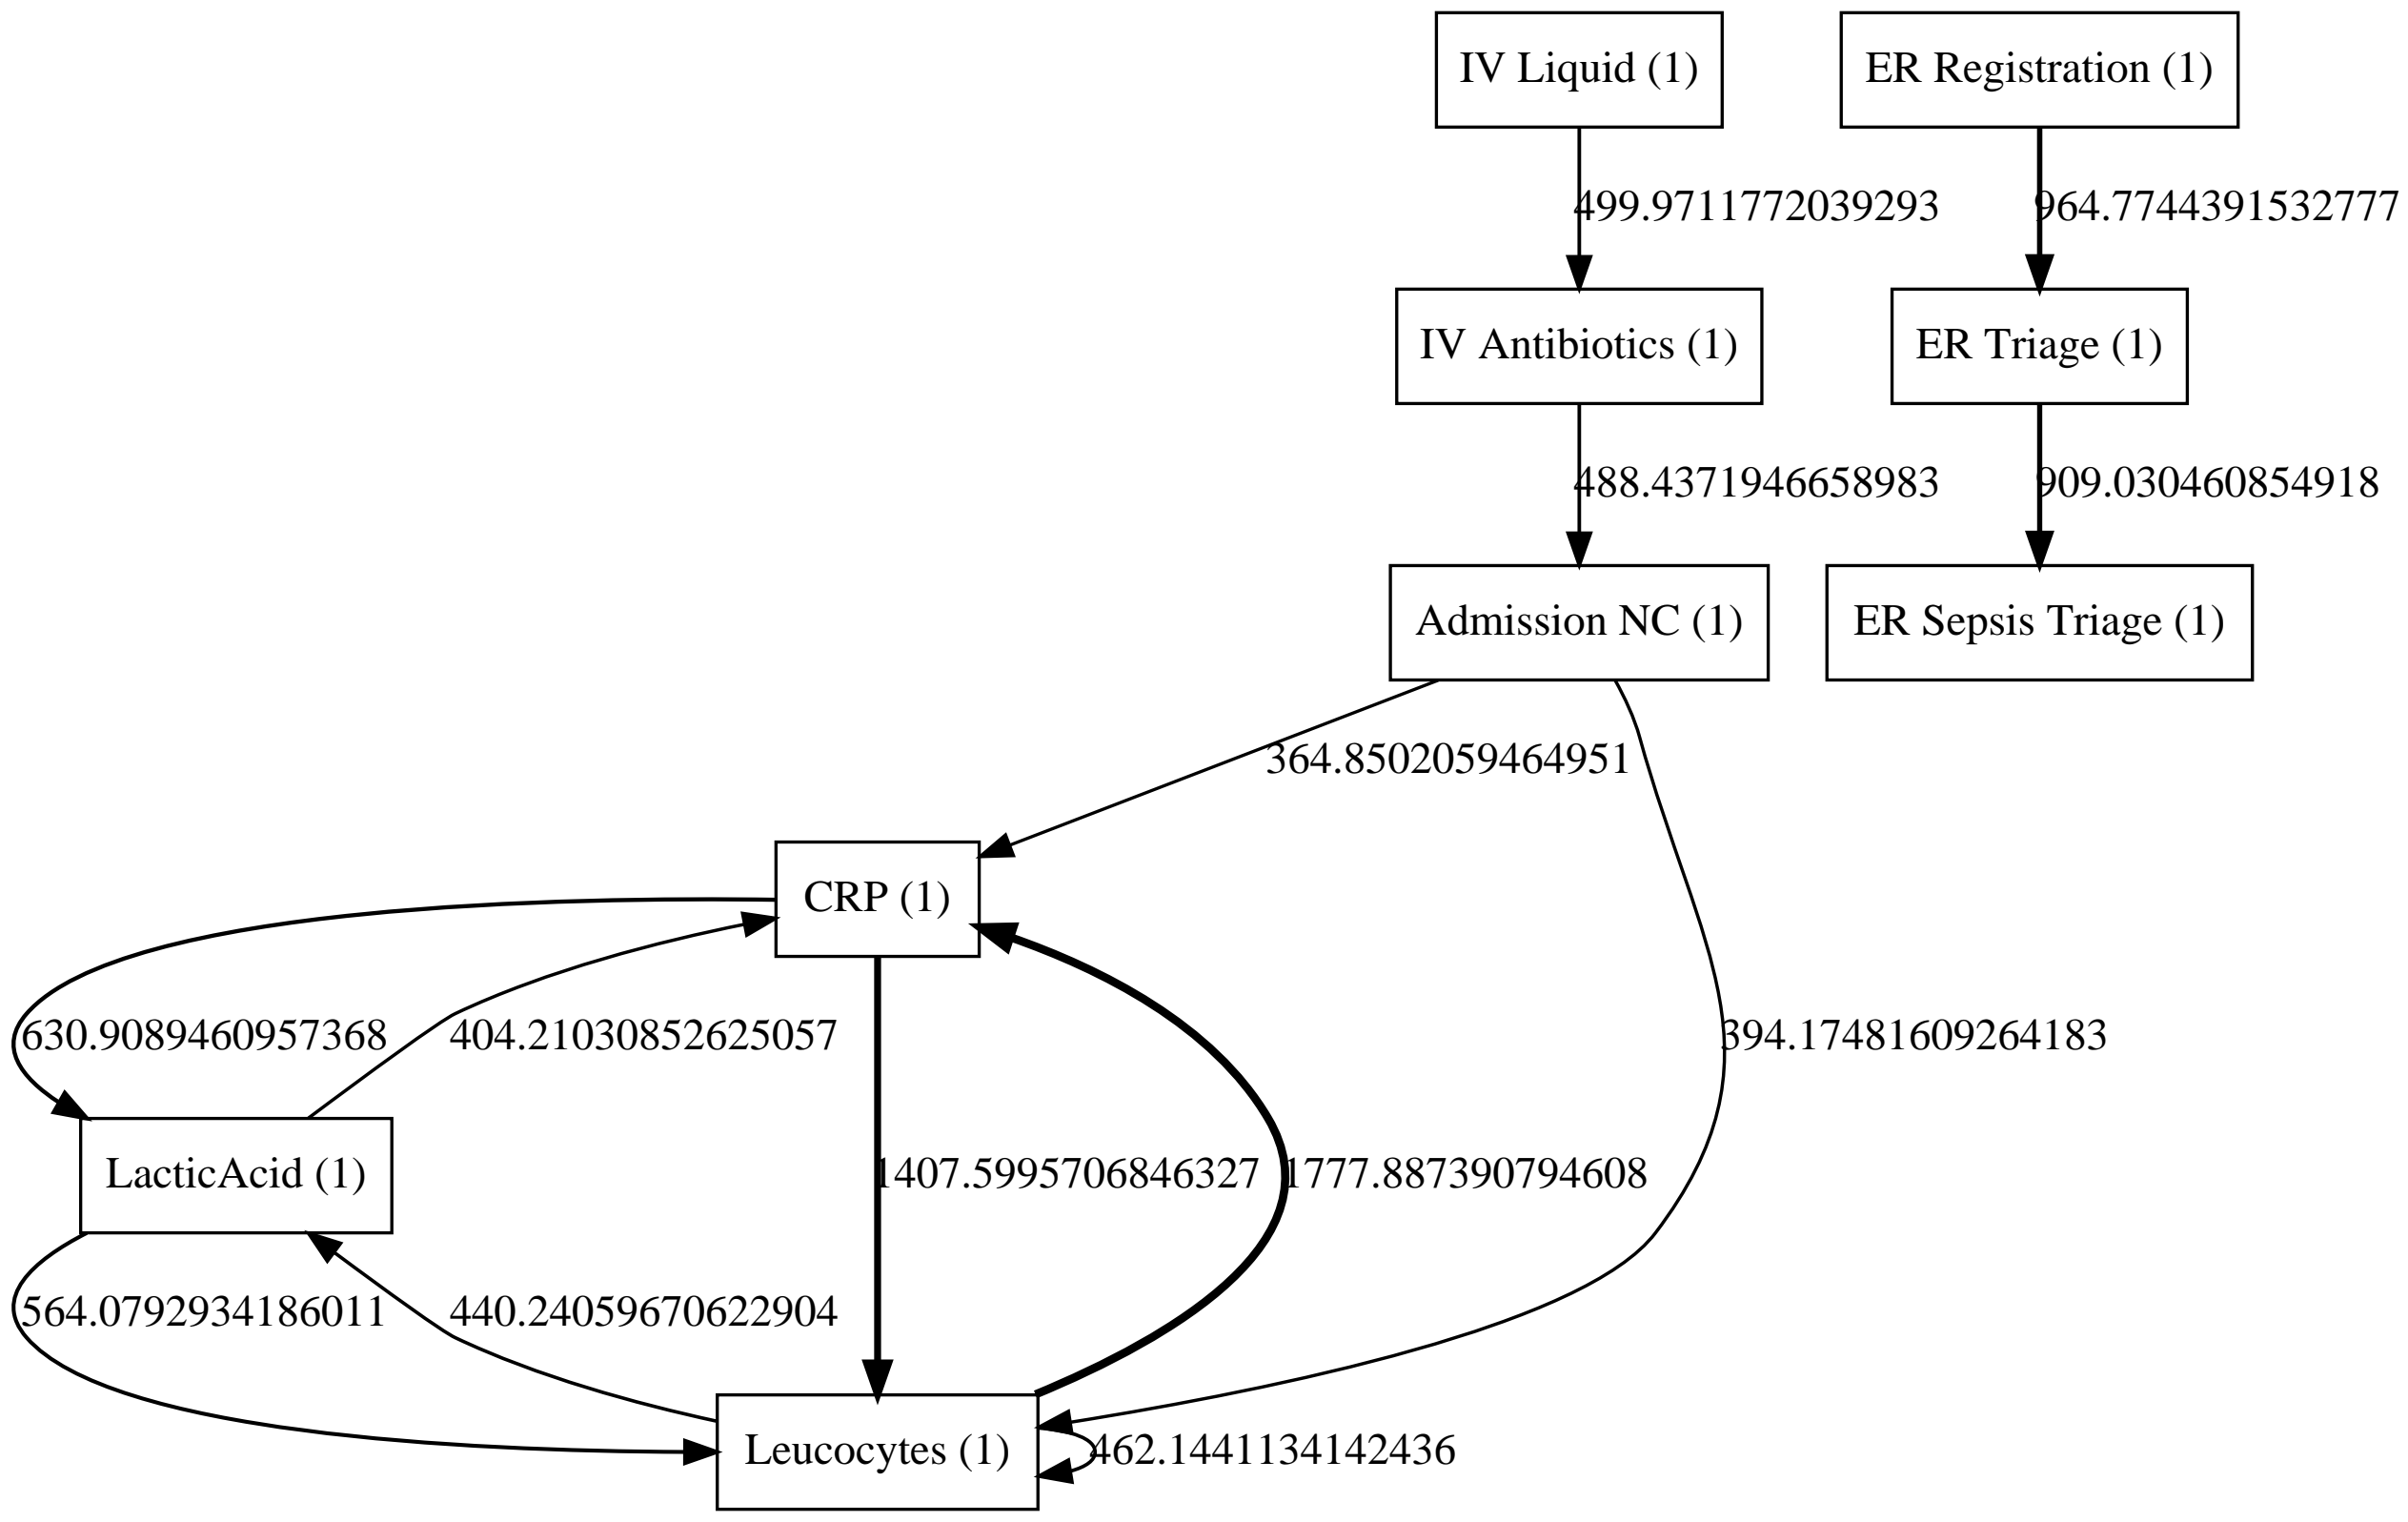 IV Liquid (1)
ER Registration (1)
499.9711772039293
964.7744391532777
IV Antibiotics (1)
ER Triage (1)
488.4371946658983
909.030460854918
Admission NC (1)
ER Sepsis Triage (1)
364.8502059464951
CRP (1)
630.9089460957368
404.21030852625057
394.17481609264183
LacticAcid (1)
1407.5995706846327
1777.887390794608
564.0792934186011
440.24059670622904
Leucocytes (1)
462.1441134142436